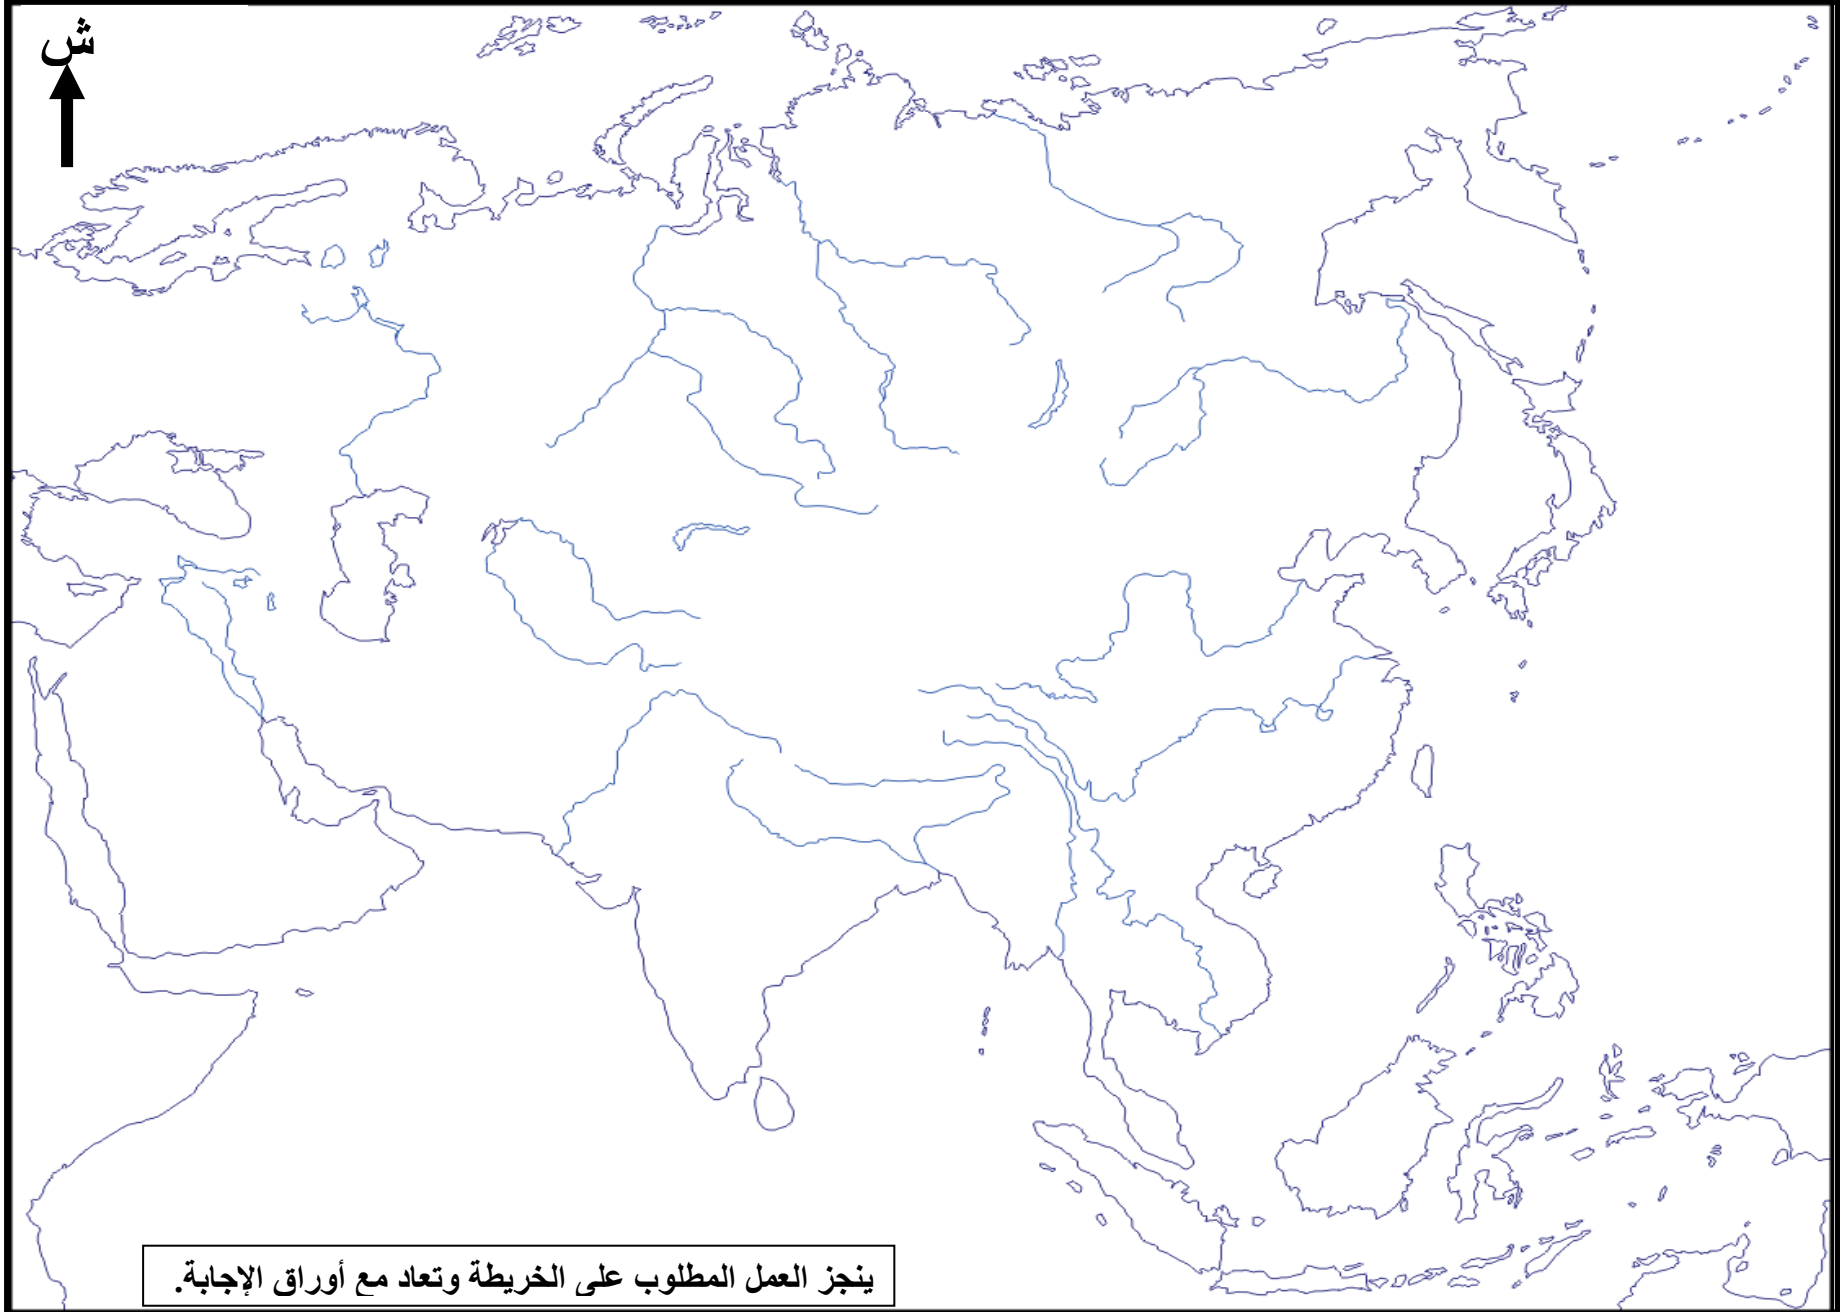 ش
ينجز العمل المطلوب على الخريطة وتعاد مع أوراق الإجابة.